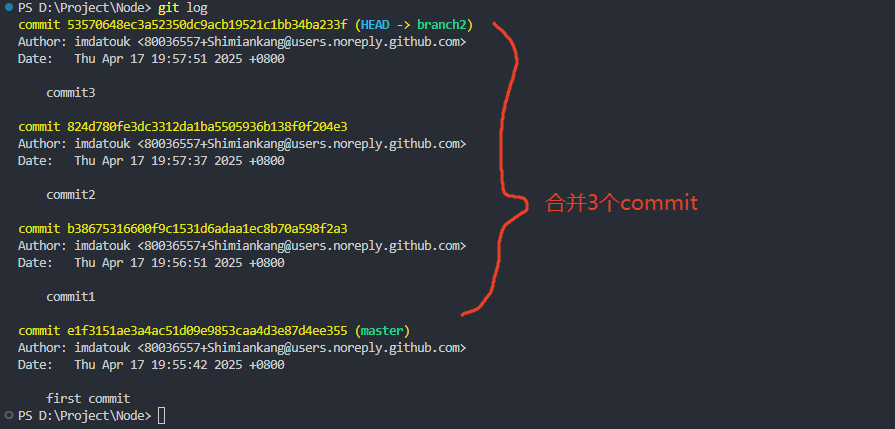 PS D:\Project\Node> git log
commit 53570648ec3a52350dc9acb19521c1bb34ba233f (HEAD -> branch2)
Author: imdatouk <80036557+Shimiankang@users.noreply.github.com>
Date:   Thu Apr 17 19:57:51 2025 +0800
commit3
commit 824d780fe3dc3312da1ba5505936b138f0f204e3
Author: imdatouk <80036557+Shimiankang@users.noreply.github.com>
Date:   Thu Apr 17 19:57:37 2025 +0800
commit2
合并3个commit
commit b38675316600f9c1531d6adaa1ec8b70a598f2a3
Author: imdatouk <80036557+Shimiankang@users.noreply.github.com>
Date:   Thu Apr 17 19:56:51 2025 +0800
commit1
commit e1f3151ae3a4ac51d09e9853caa4d3e87d4ee355 (master)
Author: imdatouk <80036557+Shimiankang@users.noreply.github.com>
Date:   Thu Apr 17 19:55:42 2025 +0800
first commit
PS D:\Project\Node>